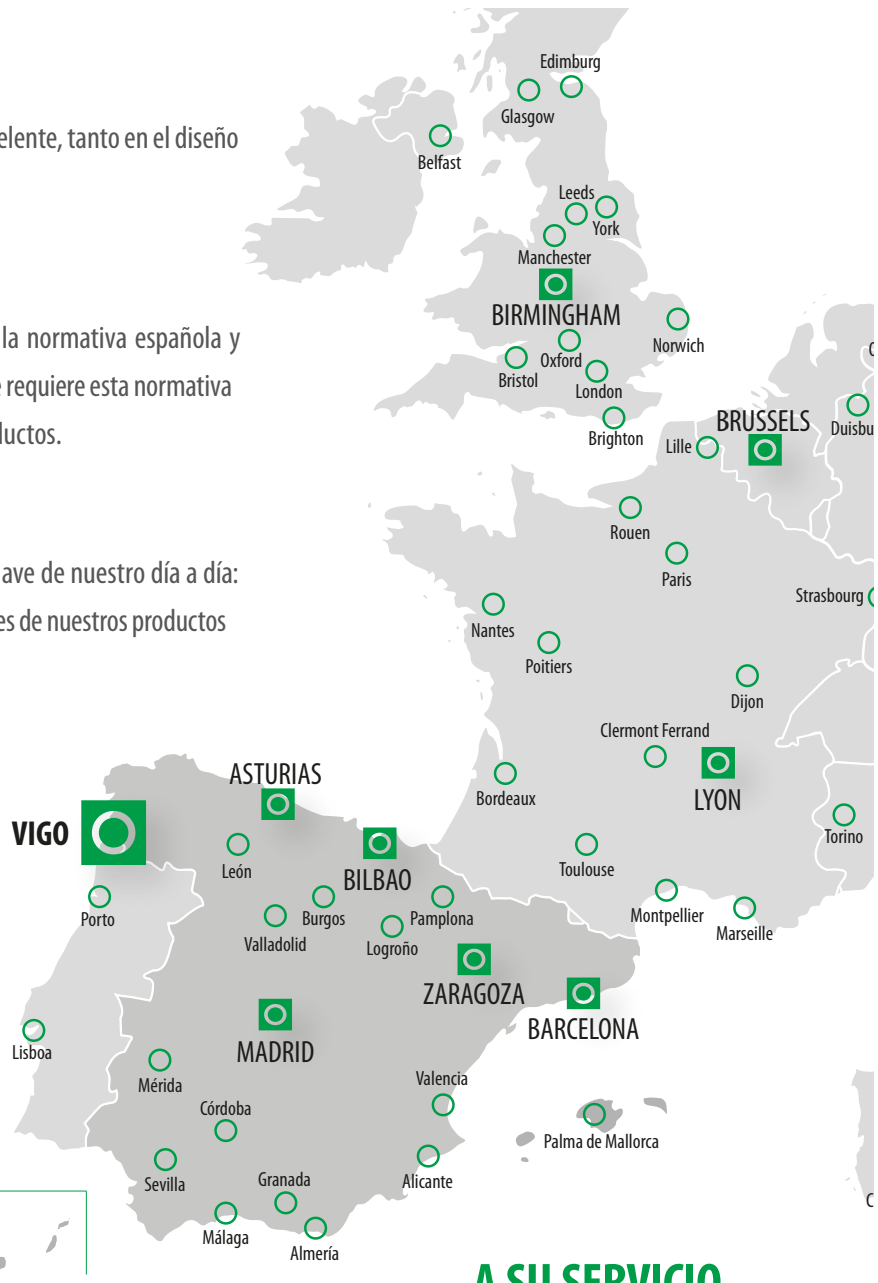 elente, tanto en el diseño
la normativa española y
requiere esta normativa
ductos.
ave de nuestro día a día:
es de nuestros productos
Edimburg
Glasgow
Belfast
Leeds
York
Manchester
BIRMINGHAM
Norwich
Oxford
Bristol
London
Brighton
BRUSSELS
Duisbu
Lille
Rouen
Paris
Strasbourg
Nantes
Poitiers
Dijon
Clermont Ferrand
LYON
Bordeaux
Torino
Toulouse
Montpellier
Marseille
ASTURIAS
VIGO
León
BILBAO
Porto
Burgos
Pamplona
Valladolid
Logroño
ZARAGOZA
BARCELONA
MADRID
Lisboa
Mérida
Valencia
Córdoba
Palma de Mallorca
Sevilla
Granada
Alicante
Málaga
Almería
A SU SERVICIO